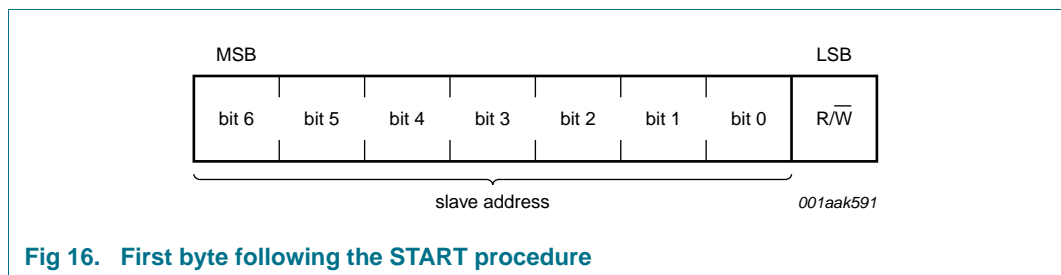 MSB LSB
bit 6 bit 5 bit 4 bit 3 bit 2 bit 1 bit 0 R/W̅
slave address 001aak591
Fig 16. First byte following the START procedure